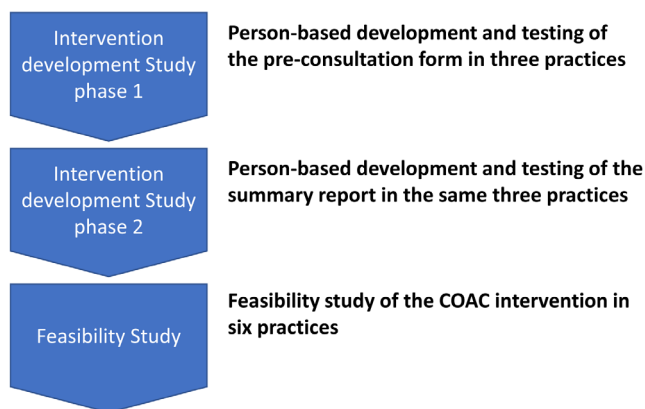 Intervention
development Study
phase 1
Person-based development and testing of
the pre-consultation form in three practices
Intervention
development Study
phase 2
Person-based development and testing of the
summary report in the same three practices
Feasibility Study
Feasibility study of the COAC intervention in
six practices